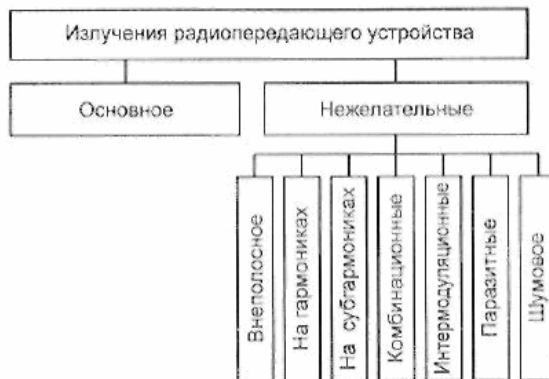 Излучения радиопередающего устройства
Основное
Нежелательные
Внеполосное
На гармониках
На субгармониках
Комбинационные
Интермодуляционные
Паразитные
Шумовое